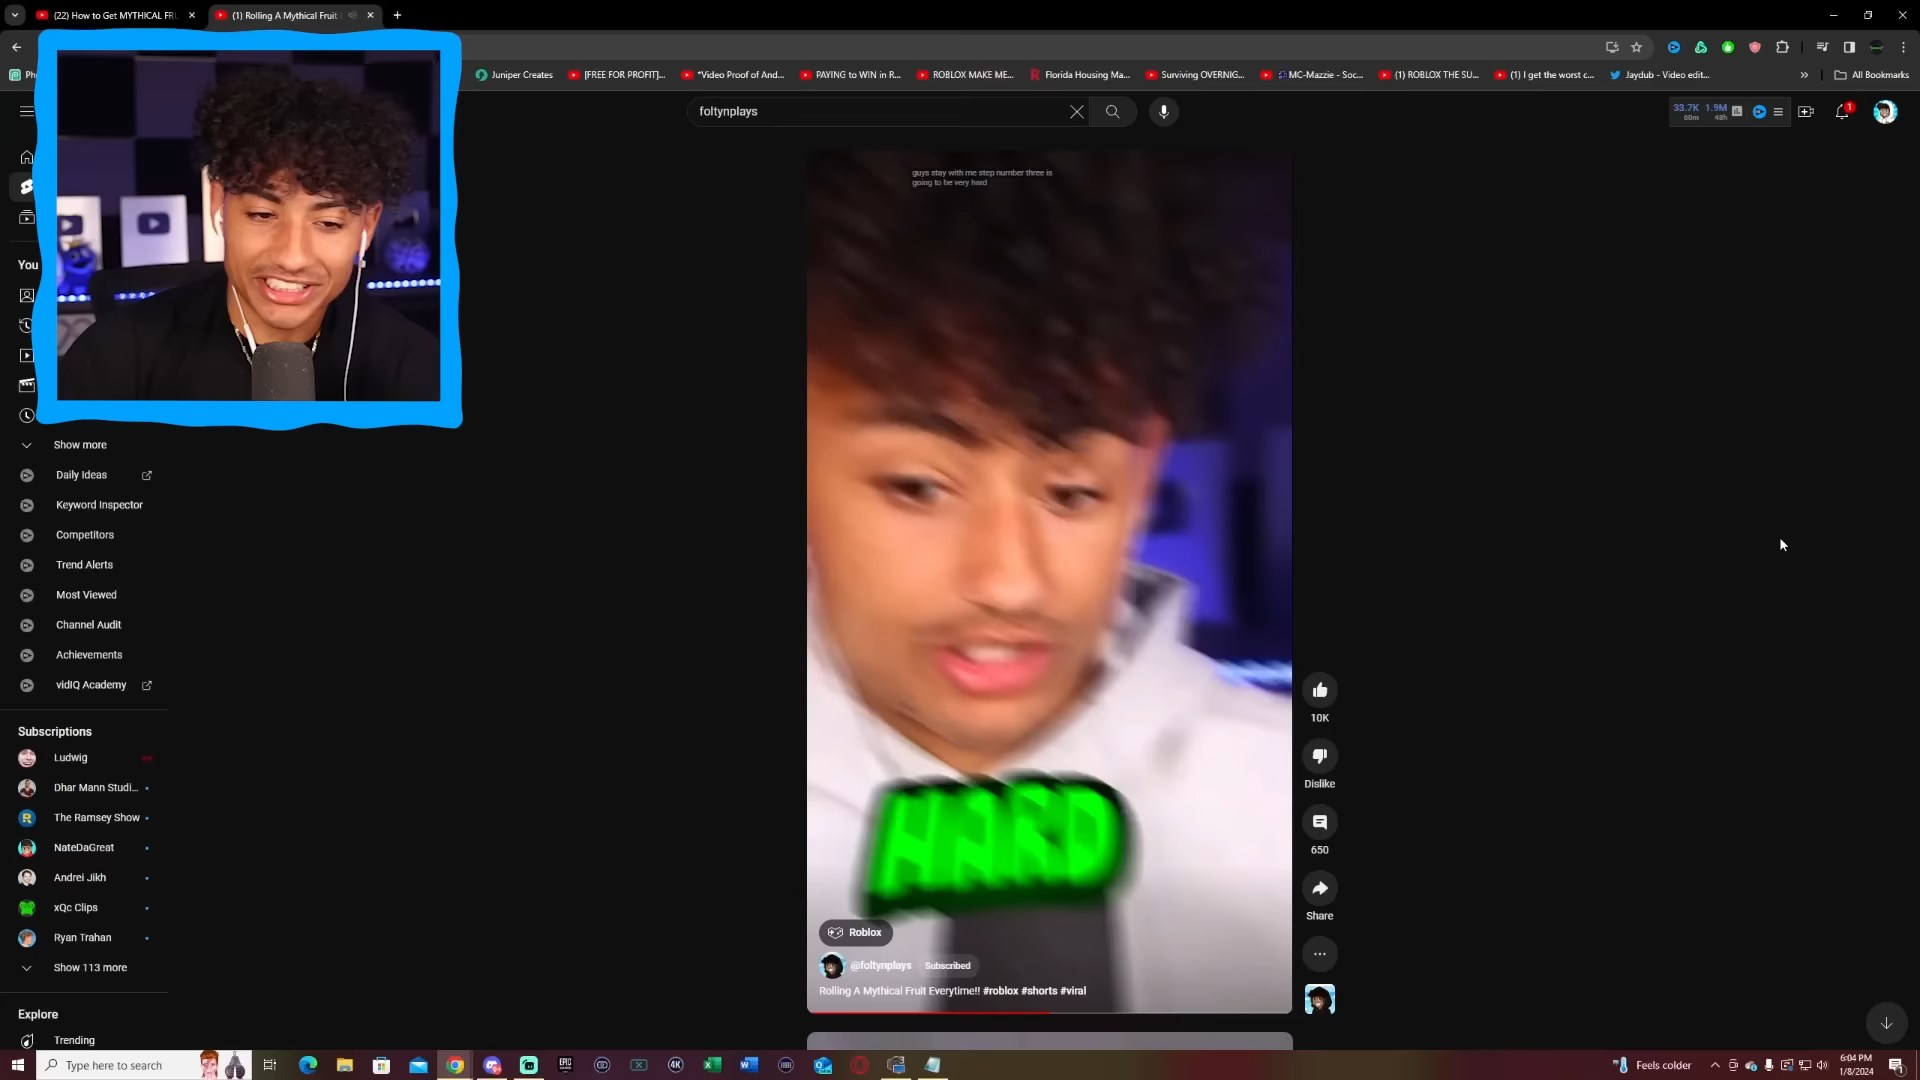 (22) How to Get MYTHICAL FRU
(1) Rolling A Mythical Fruit
Juniper Creates
[FREE FOR PROFIT]...
*Video Proof of And...
PAYING to WIN in R...
ROBLOX MAKE ME...
Florida Housing Ma...
Surviving OVERNIG...
MC-Mazzie - Soc...
(1) ROBLOX THE SU...
(1) I get the worst c...
Jaydub - Video edit...
All Bookmarks
foltynplays
33.7K 1.9M
60m 48h
1
guys stay with me step number three is
going to be very hard
You
Show more
Daily Ideas
Keyword Inspector
Competitors
Trend Alerts
Most Viewed
Channel Audit
Achievements
vidIQ Academy
Subscriptions
Ludwig
Dhar Mann Studi...
The Ramsey Show
NateDaGreat
Andrei Jikh
xQc Clips
Ryan Trahan
Show 113 more
Explore
Trending
HARD
Roblox
@foltynplays Subscribed
Rolling A Mythical Fruit Everytime!! #roblox #shorts #viral
10K
Dislike
650
Share
Type here to search
EPIC
4K
Feels colder
6:04 PM
1/8/2024